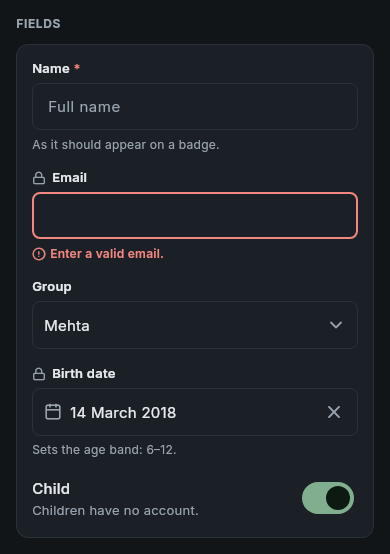 FIELDS
Name *
Full name
As it should appear on a badge.
Email
Enter a valid email.
Group
Mehta
Birth date
14 March 2018
Sets the age band: 6–12.
Child
Children have no account.